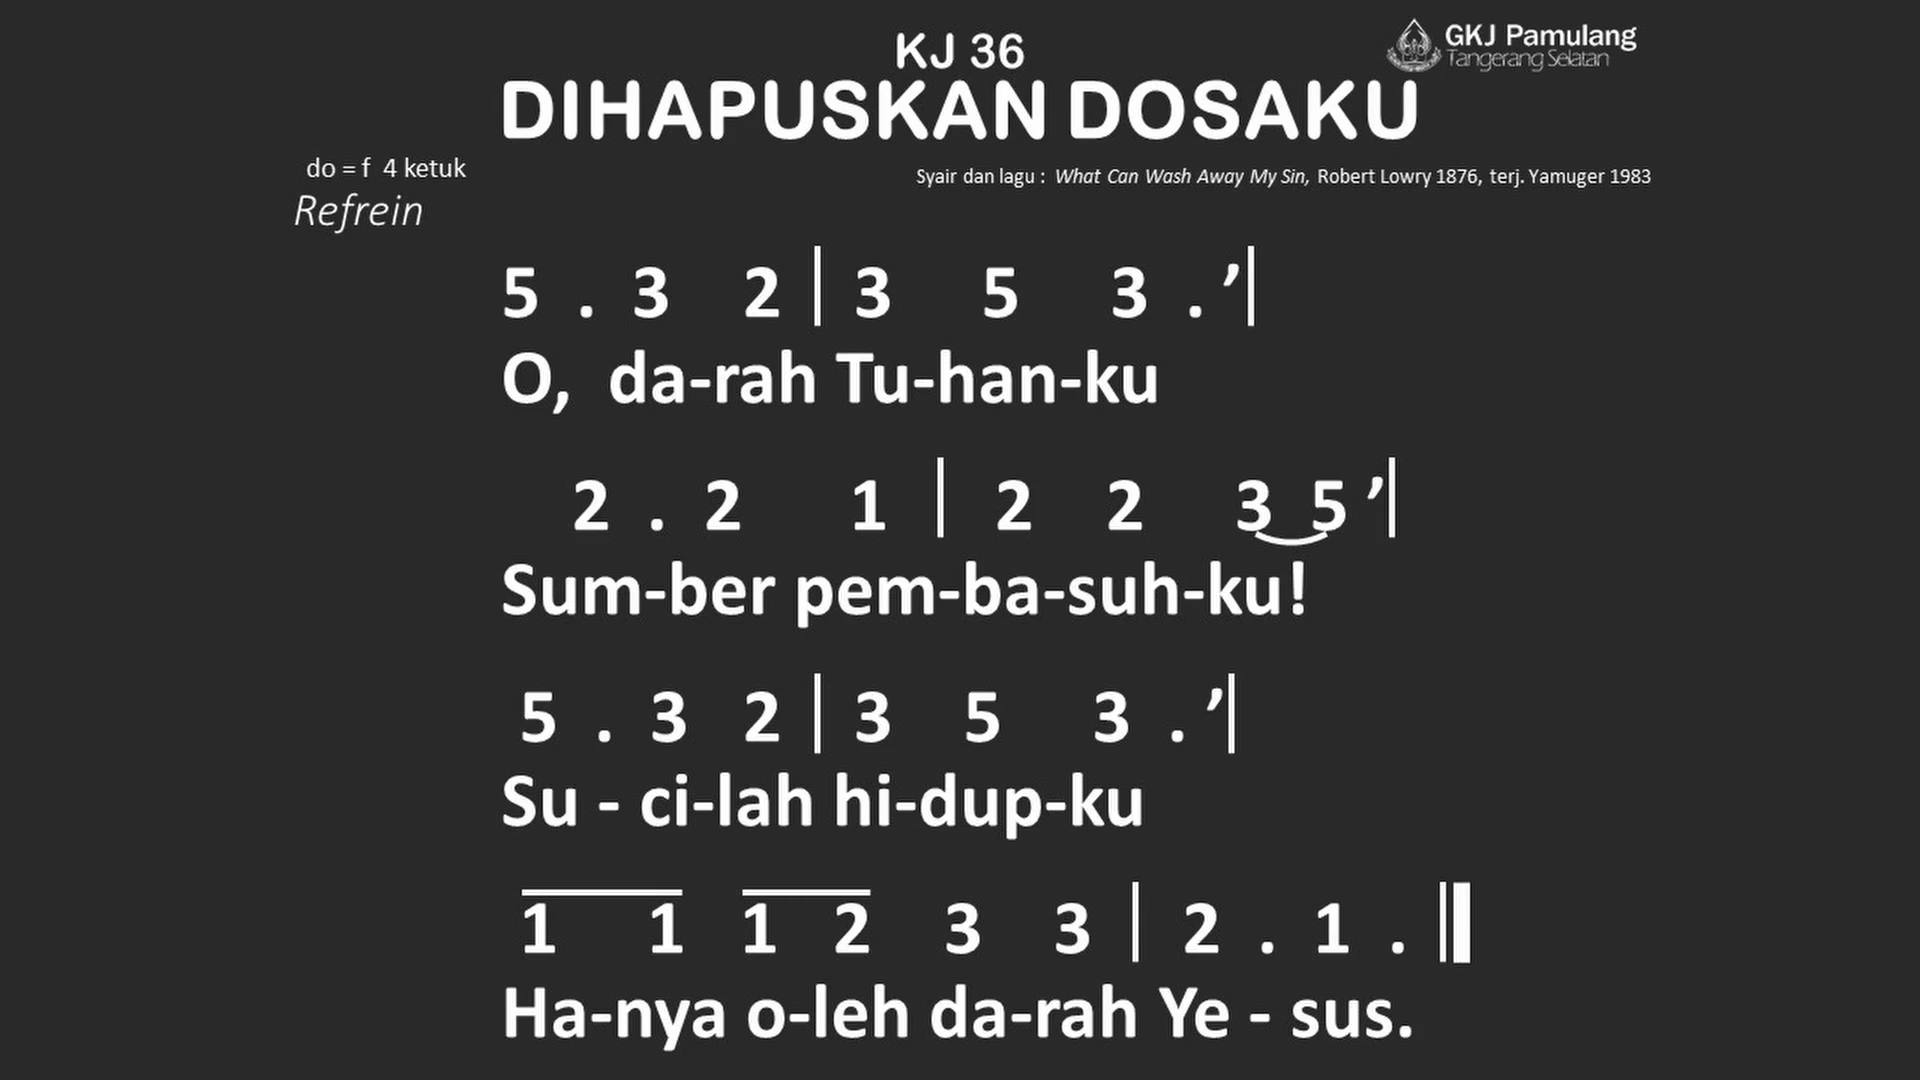 KJ 36
GKJ Pamulang
Tangerang Selatan
DIHAPUSKAN DOSAKU
do = f 4 ketuk
Syair dan lagu : What Can Wash Away My Sin, Robert Lowry 1876, terj. Yamuger 1983
Refrein
5 . 3 2 | 3 5 3 . ’|
O, da-rah Tu-han-ku
2 . 2 1 | 2 2 3 5 ’|
Sum-ber pem-ba-suh-ku!
5 . 3 2 | 3 5 3 . ’|
Su - ci-lah hi-dup-ku
1 1 1 2 3 3 | 2 . 1 . ||
Ha-nya o-leh da-rah Ye - sus.